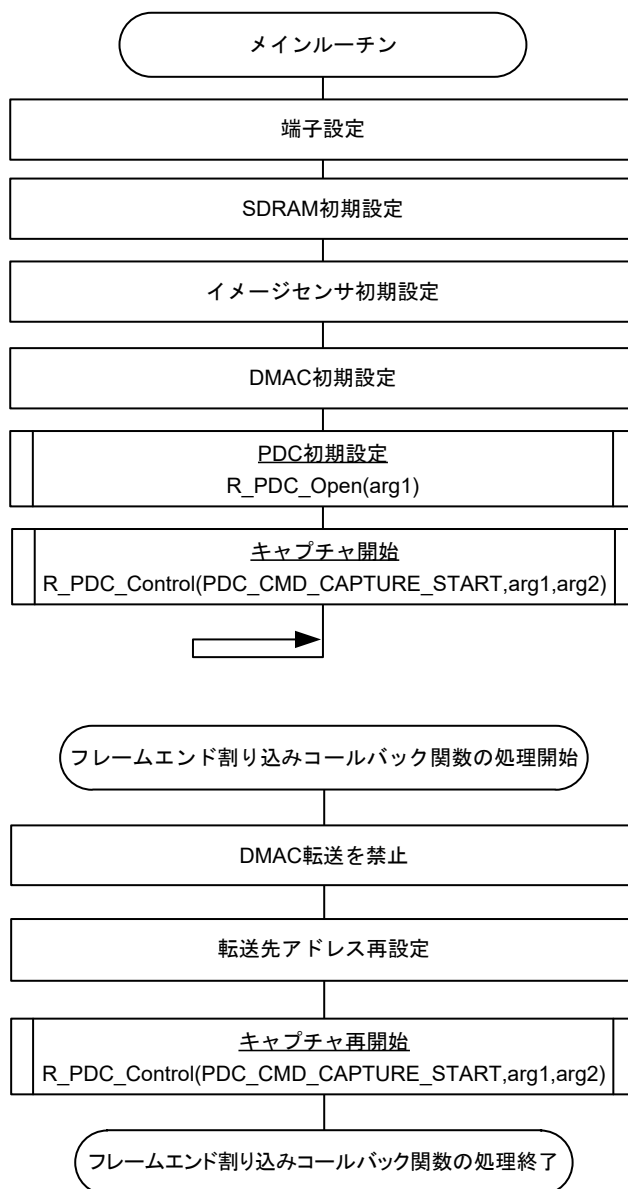 メインルーチン
端子設定
SDRAM初期設定
イメージセンサ初期設定
DMAC初期設定
PDC初期設定
R_PDC_Open(arg1)
キャプチャ開始
R_PDC_Control(PDC_CMD_CAPTURE_START,arg1,arg2)
フレームエンド割り込みコールバック関数の処理開始
DMAC転送を禁止
転送先アドレス再設定
キャプチャ再開始
R_PDC_Control(PDC_CMD_CAPTURE_START,arg1,arg2)
フレームエンド割り込みコールバック関数の処理終了